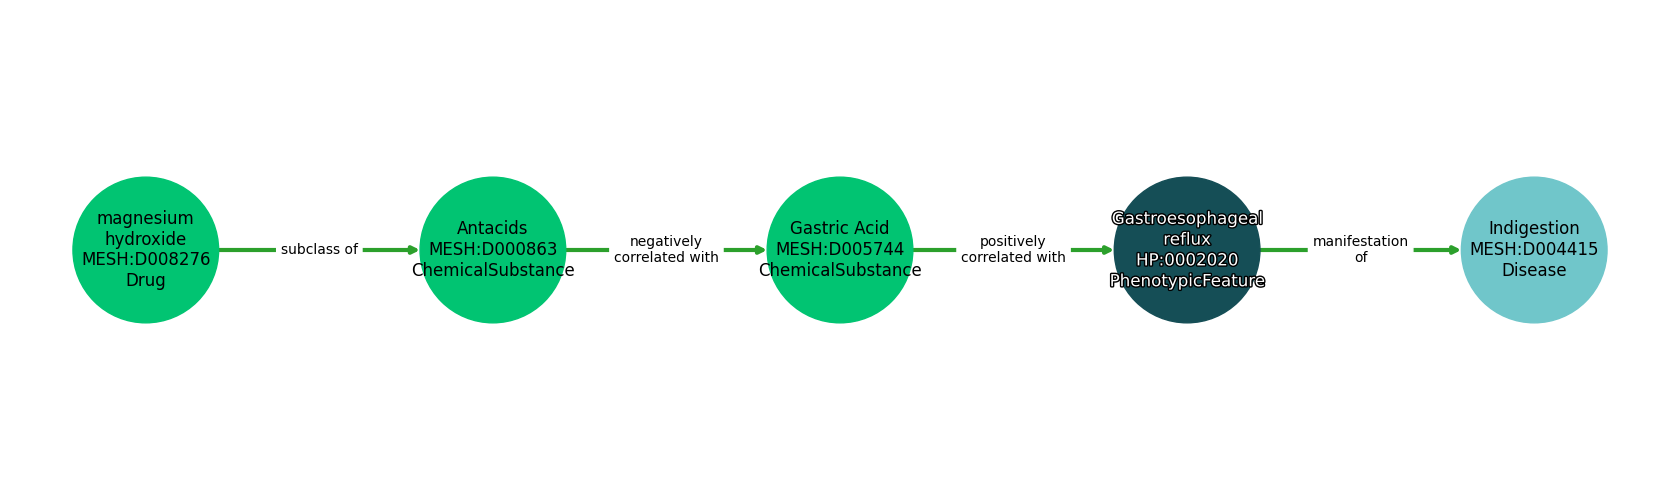 magnesium
hydroxide
MESH:D008276
Drug
subclass of
Antacids
MESH:D000863
ChemicalSubstance
negatively
correlated with
Gastric Acid
MESH:D005744
ChemicalSubstance
positively
correlated with
Gastroesophageal
reflux
HP:0002020
PhenotypicFeature
manifestation
of
Indigestion
MESH:D004415
Disease